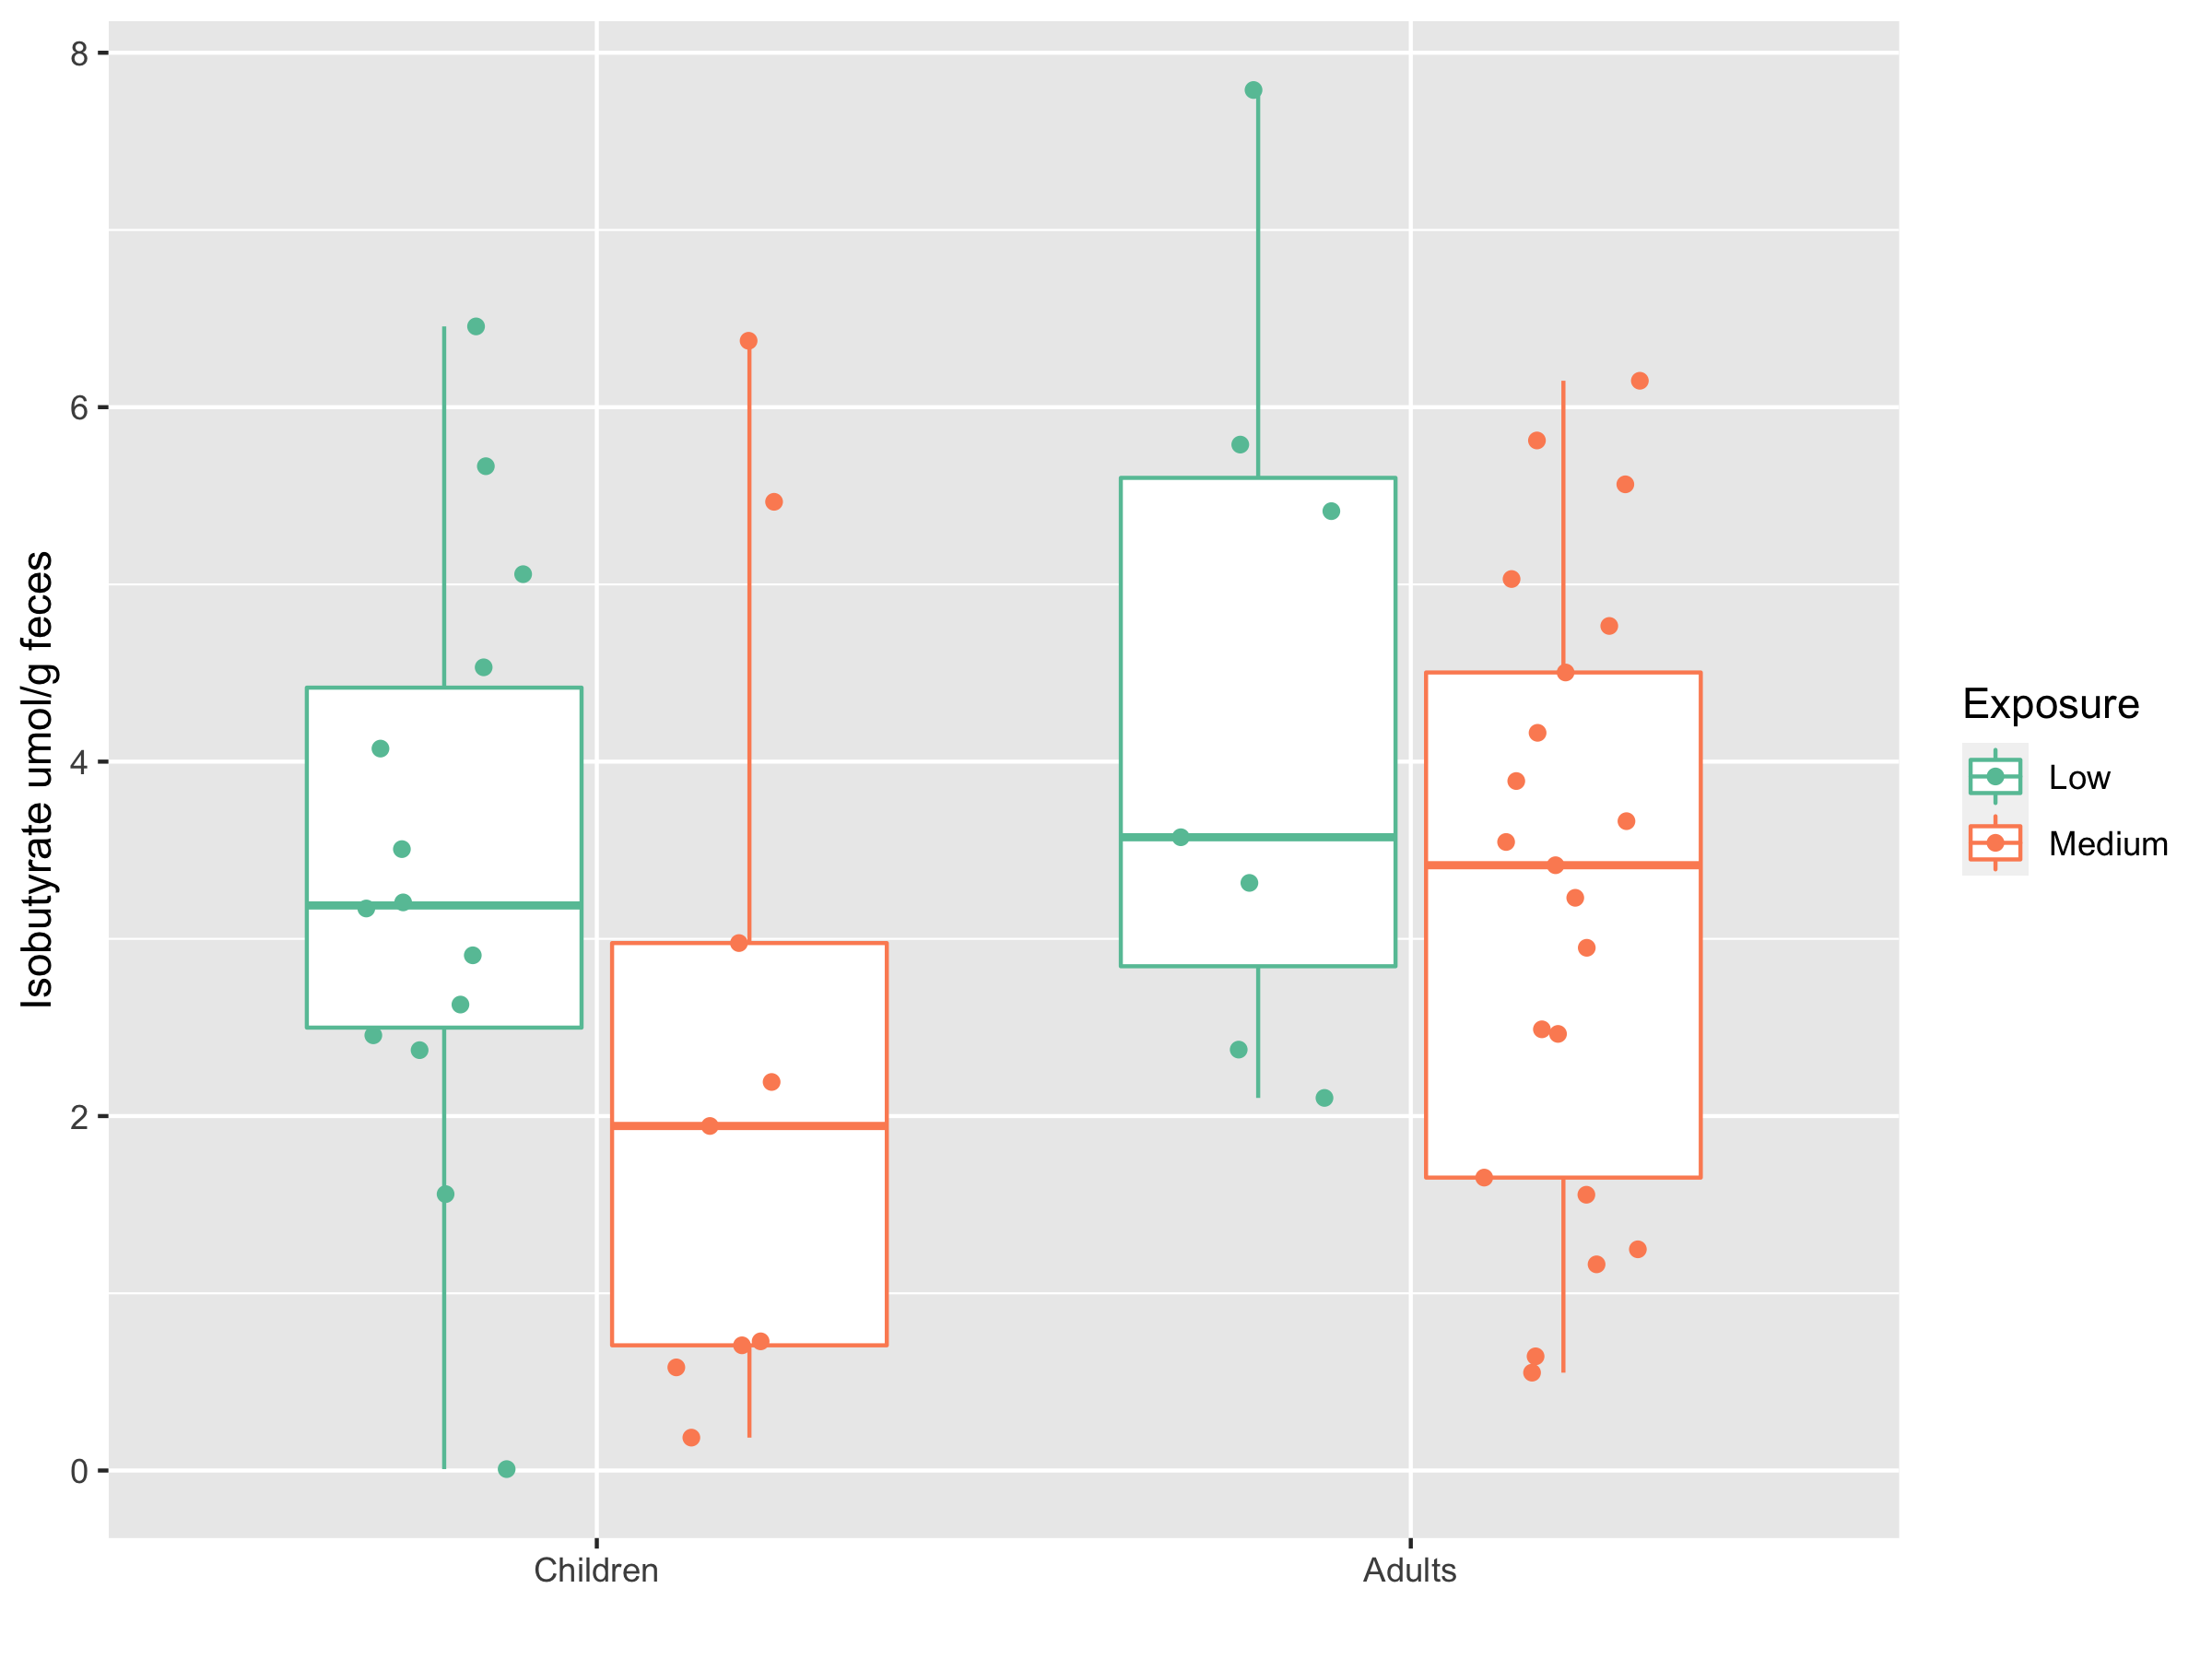 Isobutyrate umol/g feces
8
6
4
2
0
Children
Adults
Exposure
Low
Medium